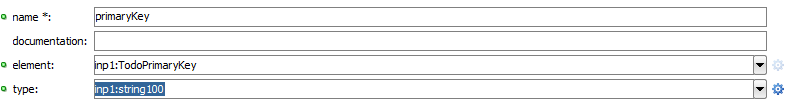 name *: primaryKey
documentation:
element: inp1:TodoPrimaryKey
type: inp1:string100